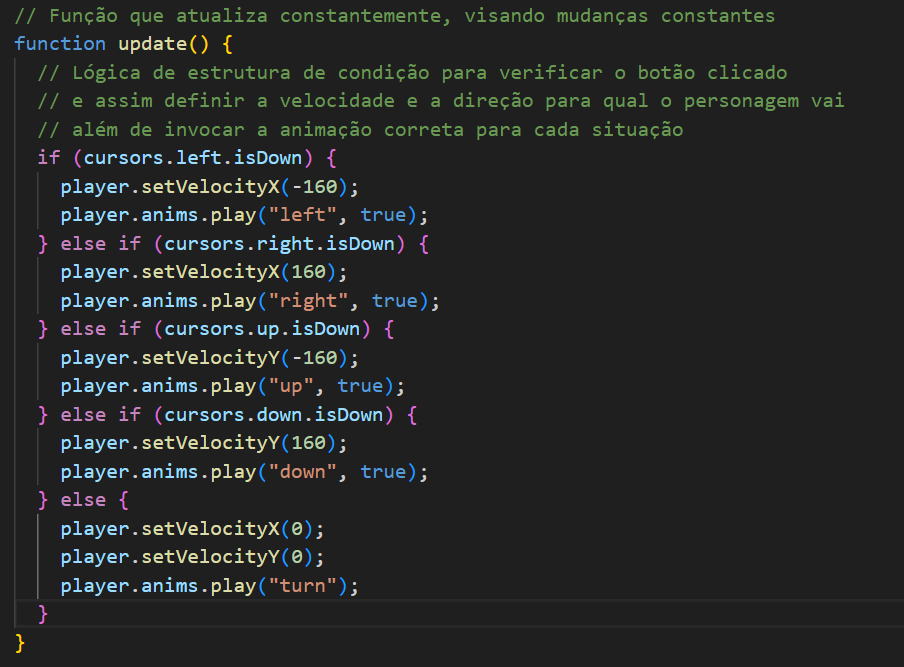 // Função que atualiza constantemente, visando mudanças constantes
function update() {
// Lógica de estrutura de condição para verificar o botão clicado
// e assim definir a velocidade e a direção para qual o personagem vai
// além de invocar a animação correta para cada situação
if (cursors.left.isDown) {
player.setVelocityX(-160);
player.anims.play("left", true);
} else if (cursors.right.isDown) {
player.setVelocityX(160);
player.anims.play("right", true);
} else if (cursors.up.isDown) {
player.setVelocityY(-160);
player.anims.play("up", true);
} else if (cursors.down.isDown) {
player.setVelocityY(160);
player.anims.play("down", true);
} else {
player.setVelocityX(0);
player.setVelocityY(0);
player.anims.play("turn");
}
}